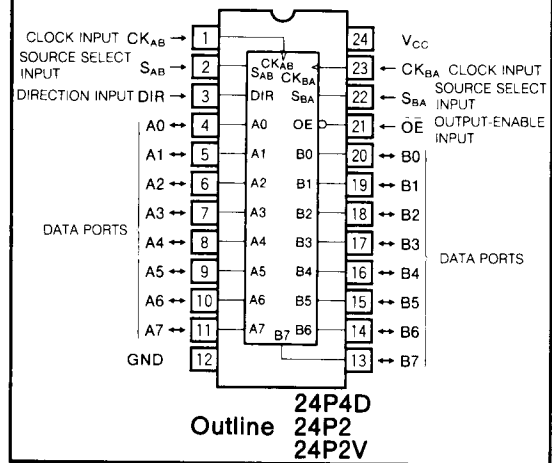 CLOCK INPUT CKAB → 1
24 VCC
SOURCE SELECT INPUT SAB → 2
23 ← CKBA CLOCK INPUT
DIRECTION INPUT DIR → 3
22 ← SBA SOURCE SELECT INPUT
A0 ↔ 4
21 ← O̅E̅ OUTPUT-ENABLE INPUT
A1 ↔ 5
20 ↔ B0
A2 ↔ 6
19 ↔ B1
A3 ↔ 7
18 ↔ B2
DATA PORTS
A4 ↔ 8
17 ↔ B3
A5 ↔ 9
16 ↔ B4
DATA PORTS
A6 ↔ 10
15 ↔ B5
A7 ↔ 11
14 ↔ B6
GND 12
13 ↔ B7
CKAB
SAB CKBA
DIR SBA
A0 OE
A1 B0
A2 B1
A3 B2
A4 B3
A5 B4
A6 B5
A7 B6
B7
24P4D
Outline 24P2
24P2V